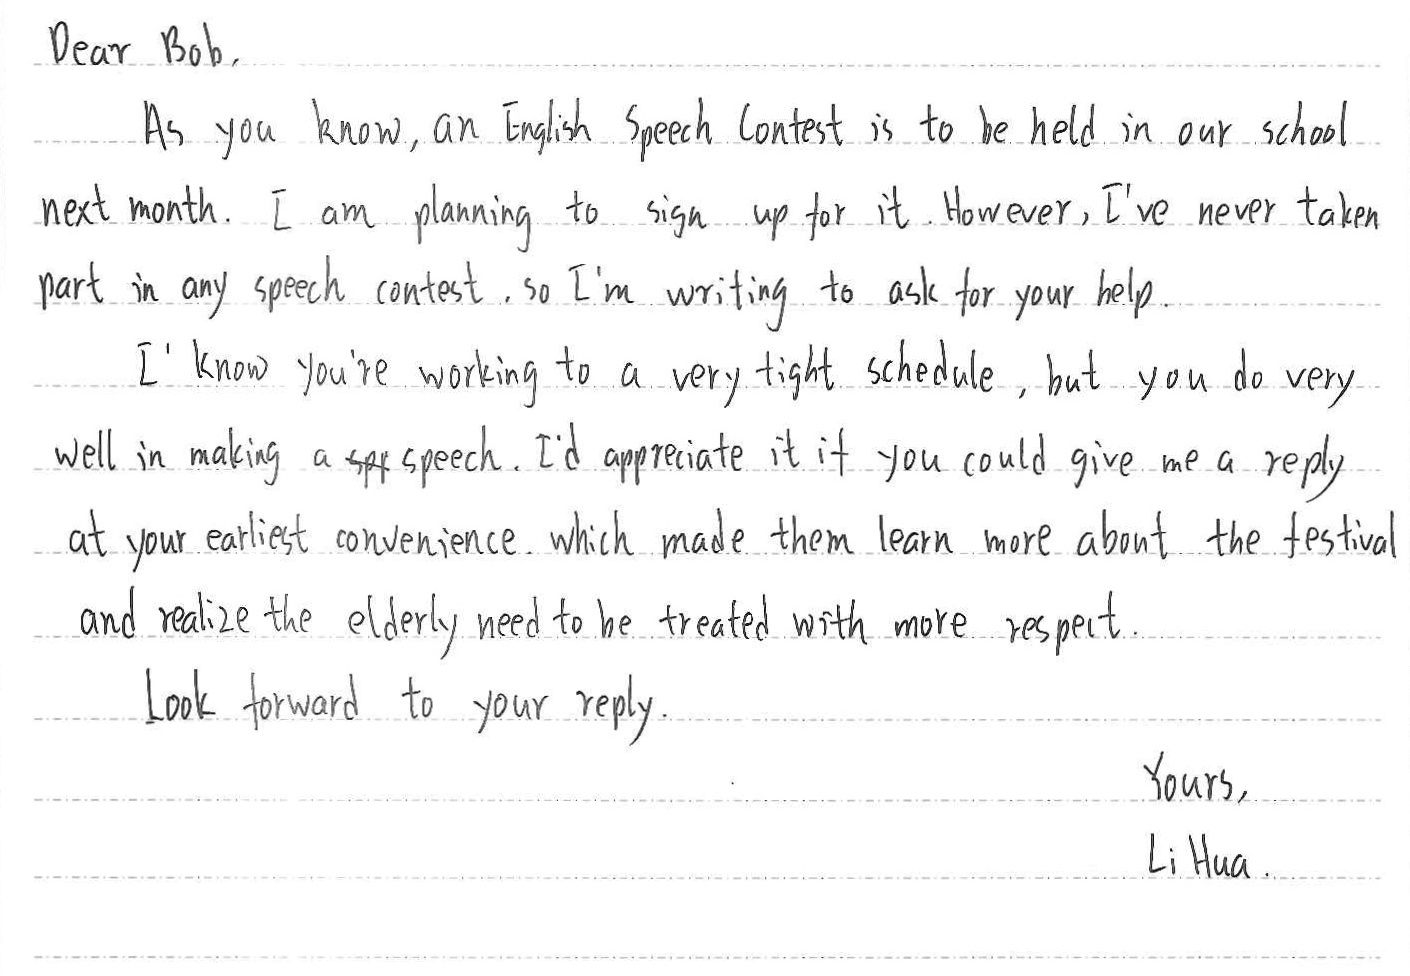 Dear Bob,
As you know, an English Speech Contest is to be held in our school
next month. I am planning to sign up for it. However, I've never taken
part in any speech contest, so I'm writing to ask for your help.
I' know you're working to a very tight schedule, but you do very
well in making a speech. I'd appreciate it if you could give me a reply
at your earliest convenience. which made them learn more about the festival
and realize the elderly need to be treated with more respect.
Look forward to your reply.
Yours,
Li Hua.